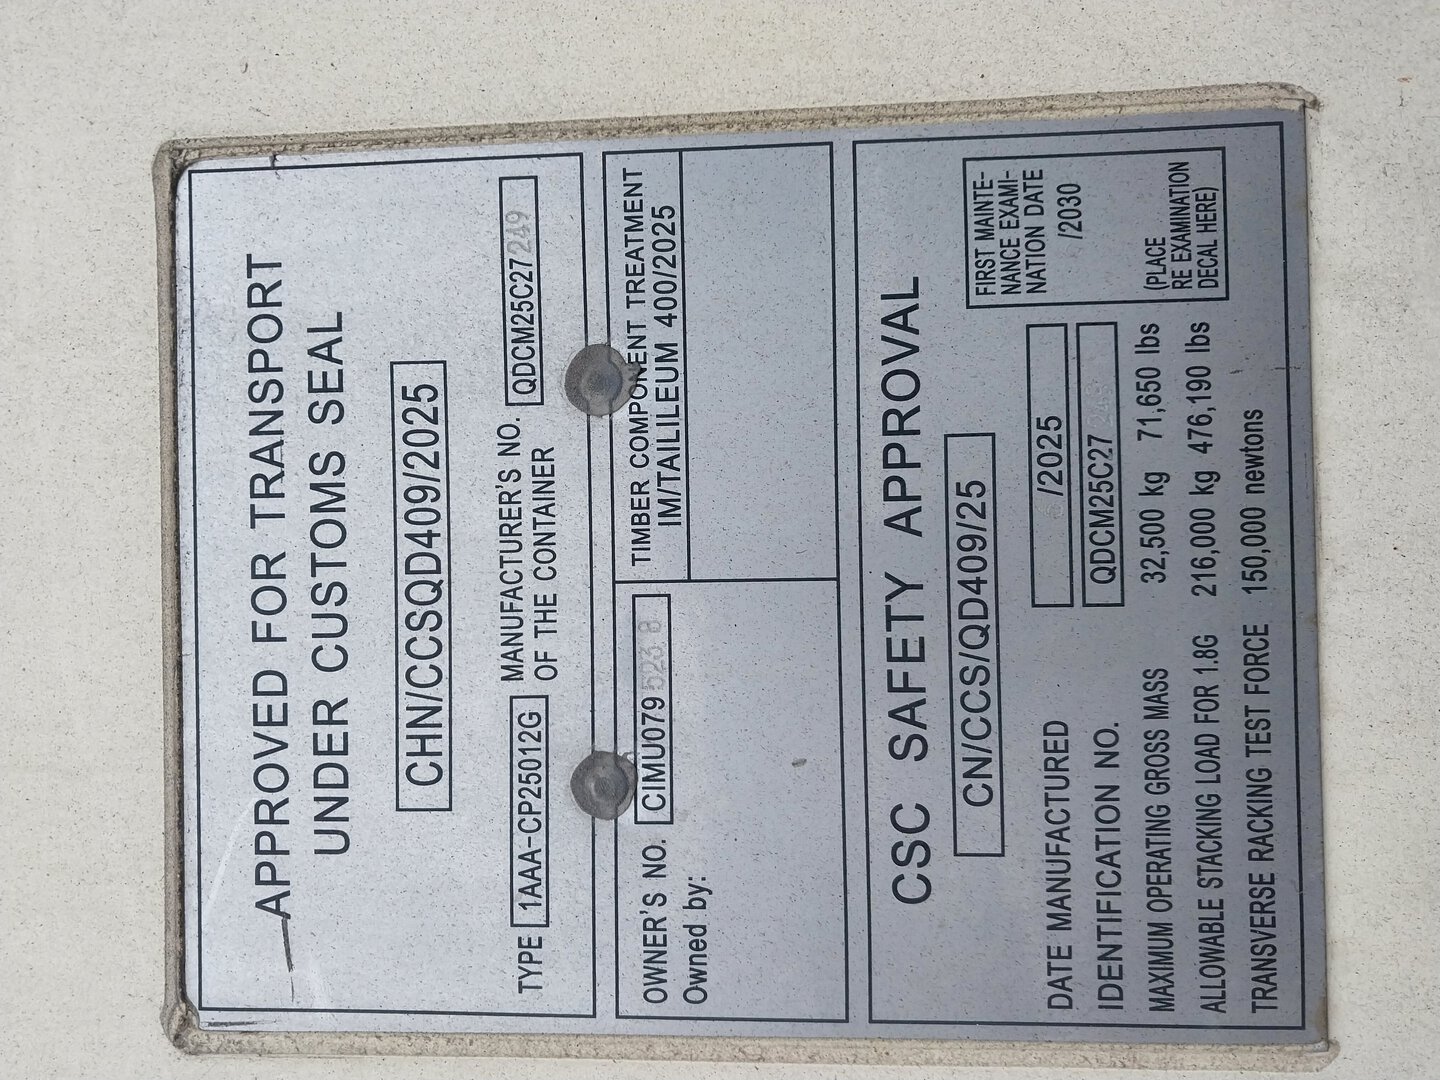 APPROVED FOR TRANSPORT
UNDER CUSTOMS SEAL
CHN/CCSQD409/2025
TYPE 1AAA-CP25012G MANUFACTURER'S NO.
OF THE CONTAINER QDCM25C27249
OWNER'S NO. CIMU079523 8
Owned by:
TIMBER COMPONENT TREATMENT
IM/TAILILEUM 400/2025
CSC SAFETY APPROVAL
CN/CCS/QD409/25
DATE MANUFACTURED /2025
IDENTIFICATION NO. QDCM25C27
MAXIMUM OPERATING GROSS MASS 32,500 kg 71,650 lbs
ALLOWABLE STACKING LOAD FOR 1.8G 216,000 kg 476,190 lbs
TRANSVERSE RACKING TEST FORCE 150,000 newtons
FIRST MAINTE-
NANCE EXAMI-
NATION DATE
/2030
(PLACE
RE EXAMINATION
DECAL HERE)